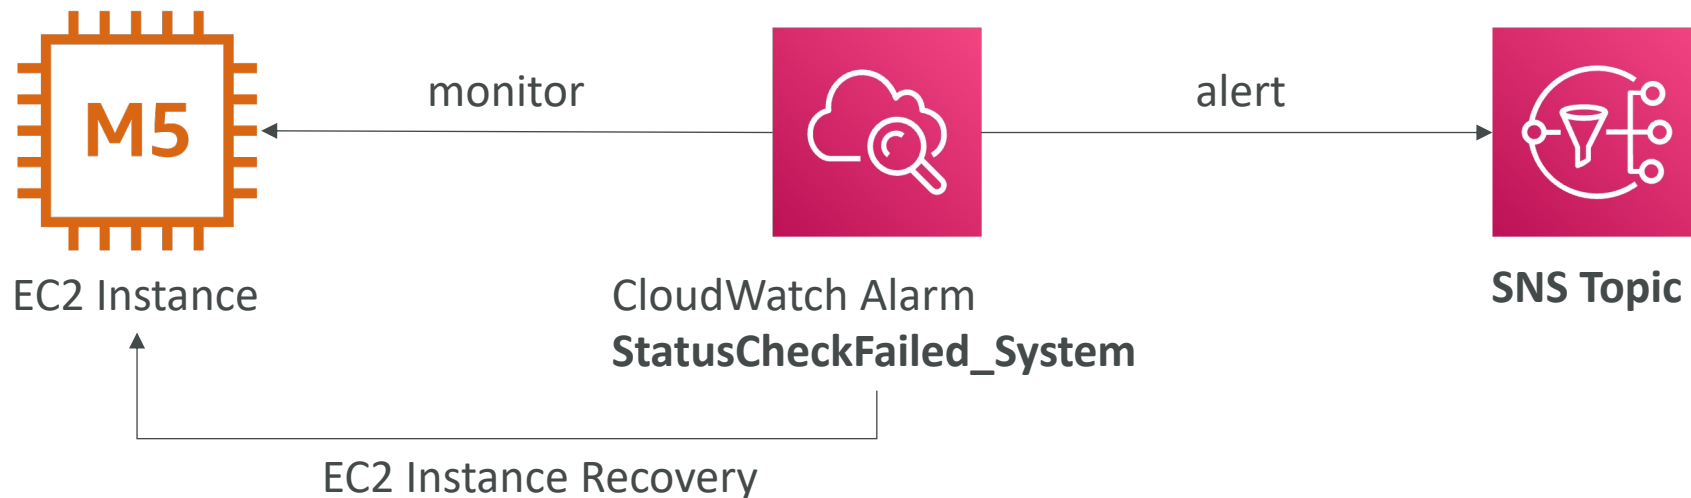 monitor
alert
M5
EC2 Instance
CloudWatch Alarm
StatusCheckFailed_System
SNS Topic
EC2 Instance Recovery